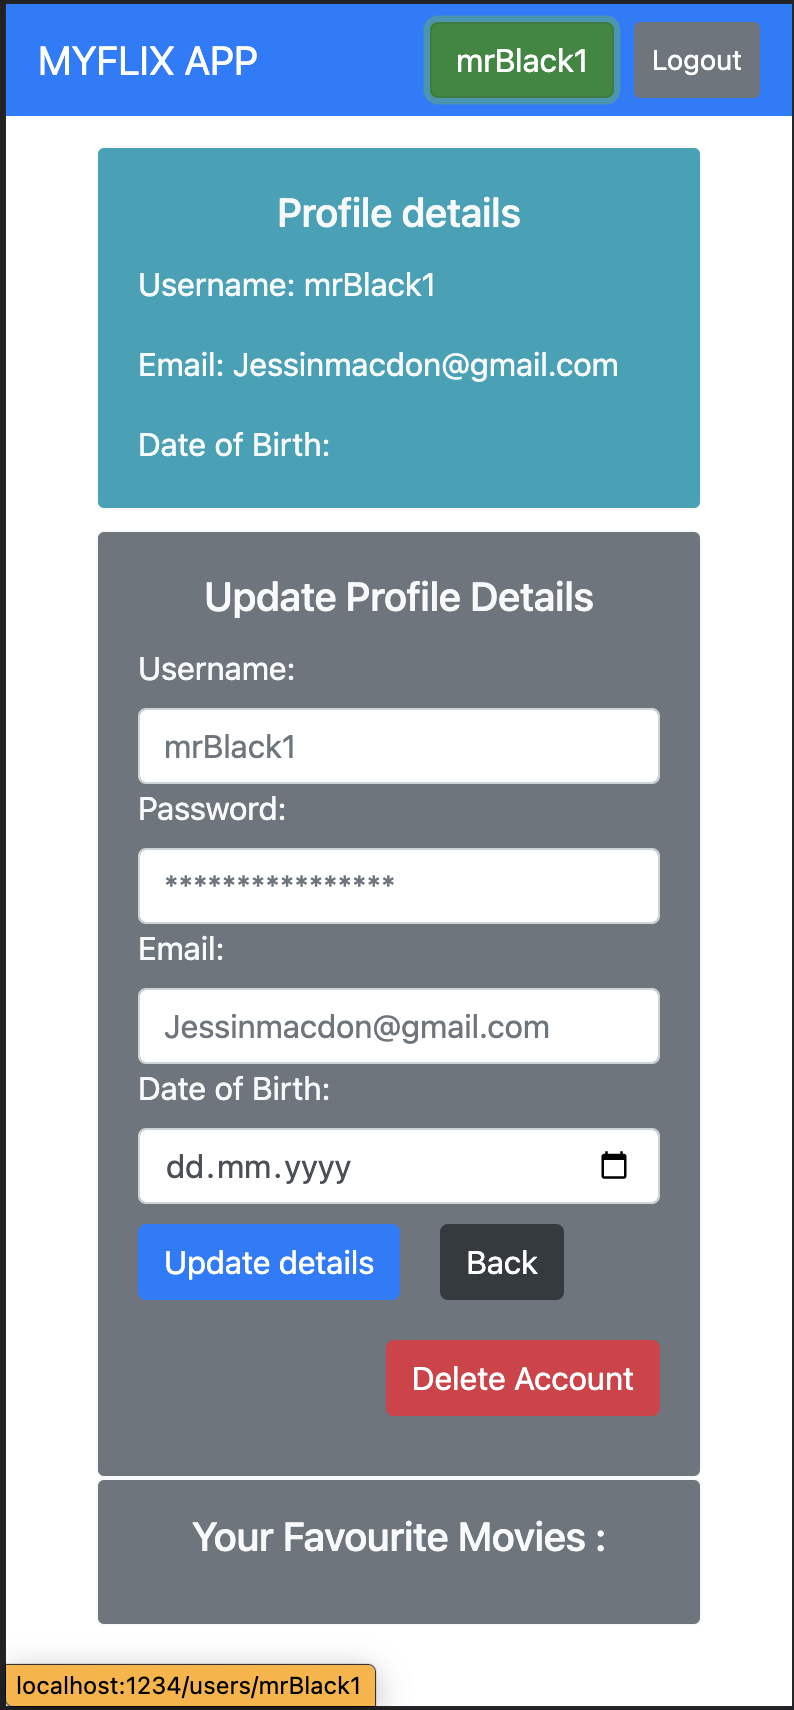 MYFLIX APP
mrBlack1
Logout
Profile details
Username: mrBlack1
Email: Jessinmacdon@gmail.com
Date of Birth:
Update Profile Details
Username:
mrBlack1
Password:
****************
Email:
Jessinmacdon@gmail.com
Date of Birth:
dd.mm.yyyy
Update details
Back
Delete Account
Your Favourite Movies :
localhost:1234/users/mrBlack1